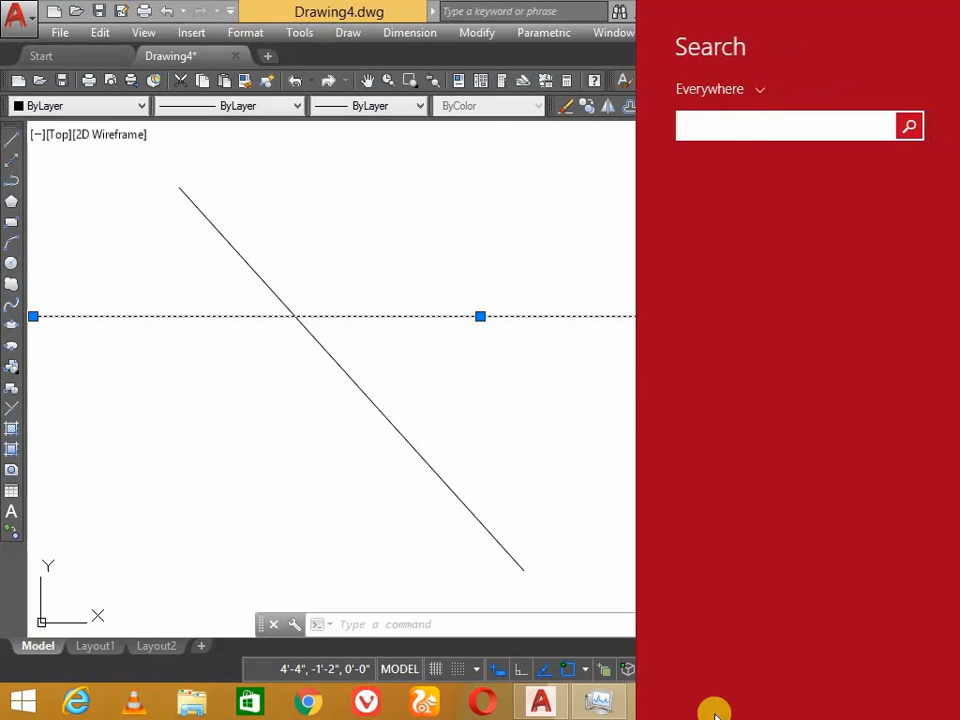 Drawing4.dwg
Type a keyword or phrase
File Edit View Insert Format Tools Draw Dimension Modify Parametric Window
Start Drawing4*
ByLayer ByLayer ByLayer ByColor
[−][Top][2D Wireframe]
Y
X
Type a command
Model Layout1 Layout2
4'-4", -1'-2", 0'-0" MODEL
Search
Everywhere